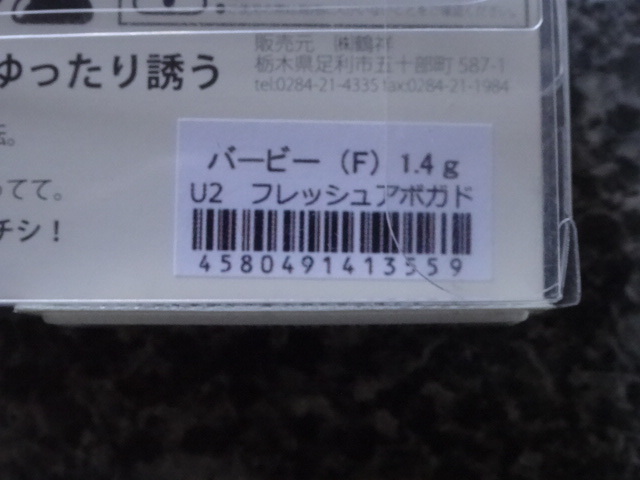 販売元 ㈱鶴祥
ゆったり誘う
栃木県足利市五十部町587-1
tel:0284-21-4335 fax:0284-21-1984
法。
バービー（F）1.4g
U2 フレッシュアボガド
ってて。
チシ！
4580491413559